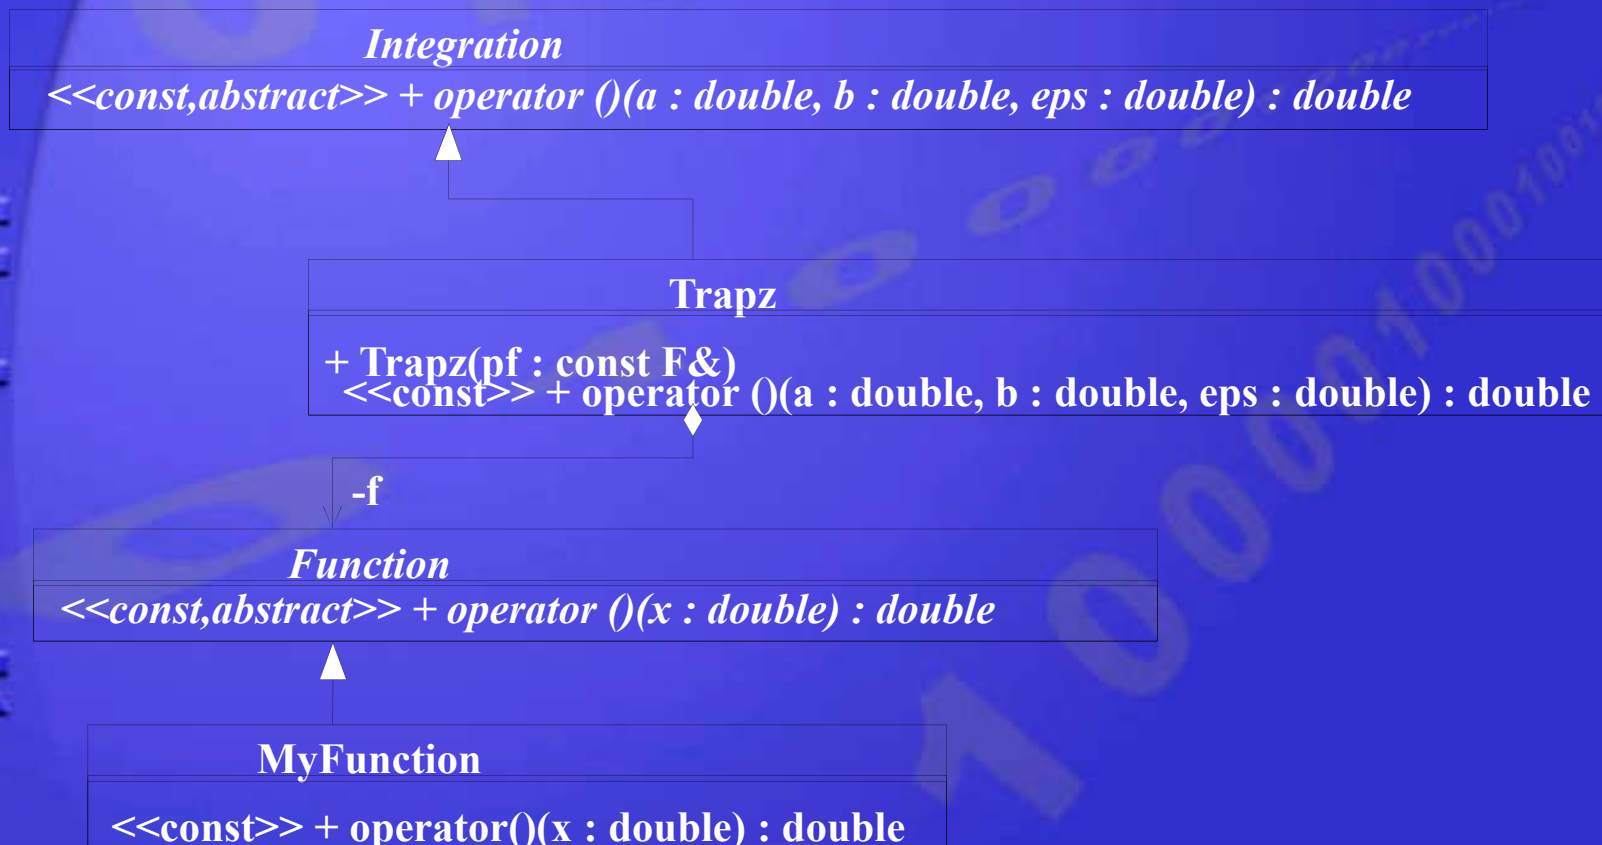 Integration
<<const,abstract>> + operator ()(a : double, b : double, eps : double) : double
Trapz
+ Trapz(pf : const F&)
<<const>> + operator ()(a : double, b : double, eps : double) : double
-f
Function
<<const,abstract>> + operator ()(x : double) : double
MyFunction
<<const>> + operator()(x : double) : double